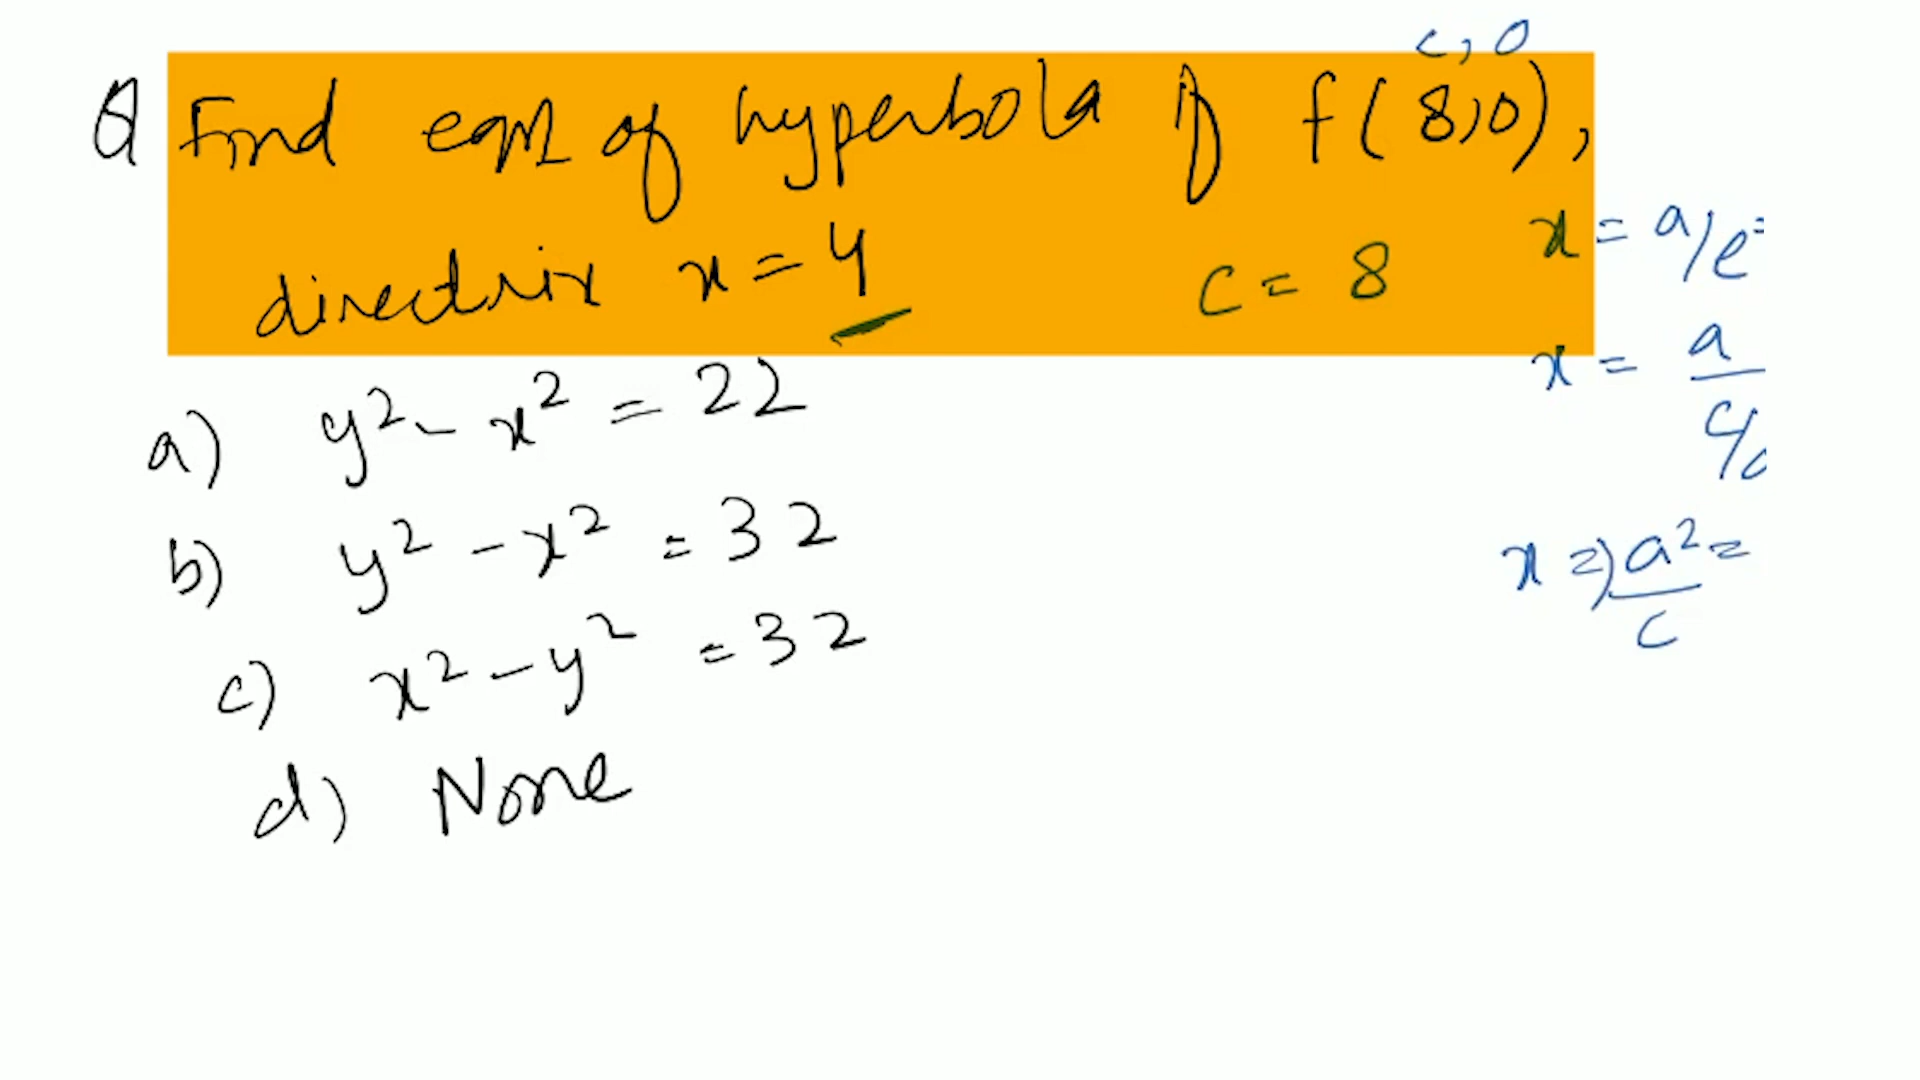 c, 0
Q Find eqn of hyperbola if f(8,0),
directrix x = 4
c = 8
x = a/e =
x = a/c/
x => a²/c =
a) y² - x² = 22
b) y² - x² = 32
c) x² - y² = 32
d) None